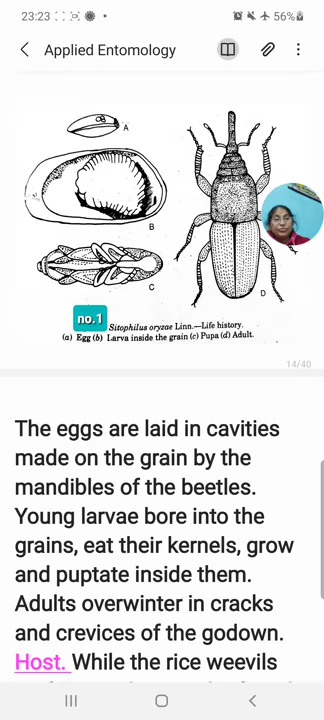 23:23
56%
Applied Entomology
A
B
C
D
no.1
Sitophilus oryzae Linn.—Life history.
(a) Egg (b) Larva inside the grain (c) Pupa (d) Adult.
14/40
The eggs are laid in cavities
made on the grain by the
mandibles of the beetles.
Young larvae bore into the
grains, eat their kernels, grow
and puptate inside them.
Adults overwinter in cracks
and crevices of the godown.
Host. While the rice weevils